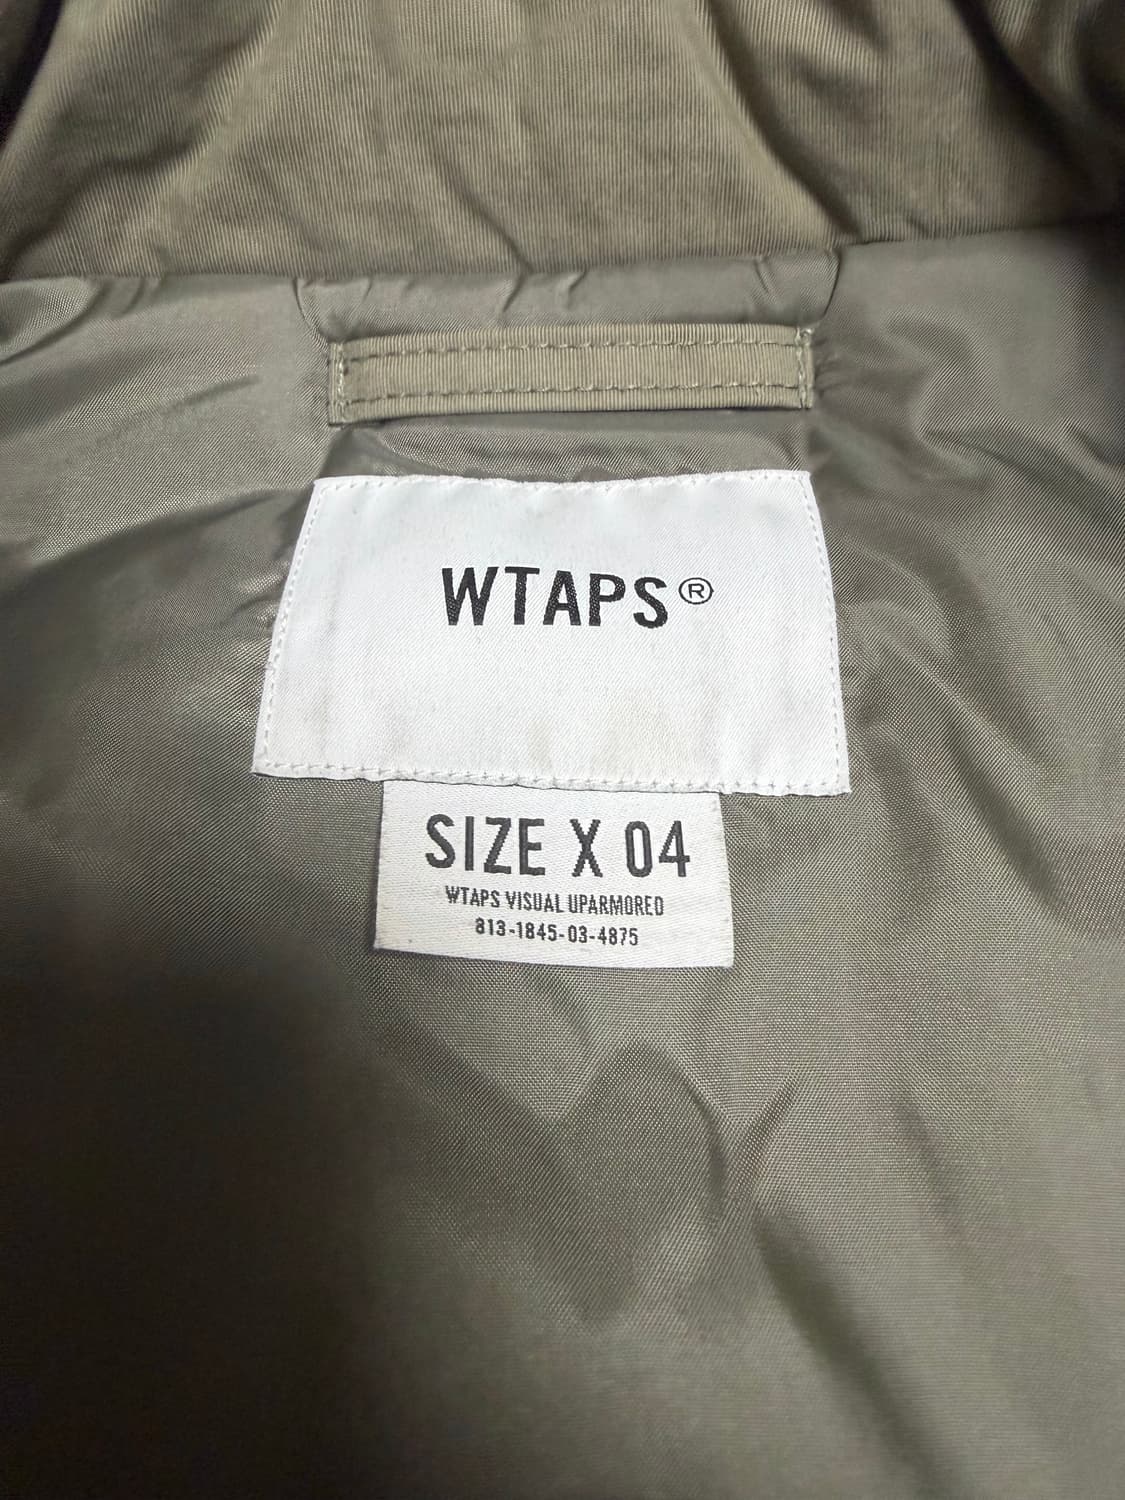 WTAPS®
SIZE X 04
WTAPS VISUAL UPARMORED
813-1845-03-4875